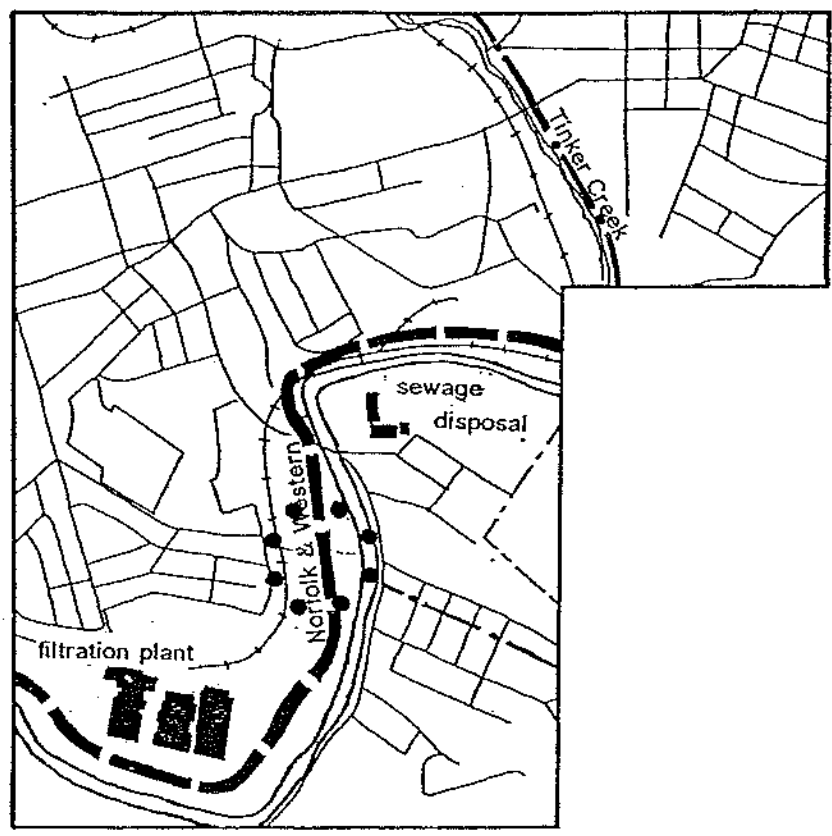 Tinker Creek
sewage
disposal
Norfolk & Western
filtration plant